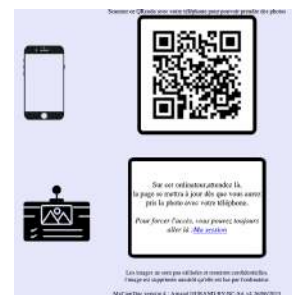 Scannez ce QRcode avec votre téléphone pour pouvoir prendre des photos
Sur cet ordinateur,attendez là,
la page se mettra à jour dès que vous aurez
pris la photo avec votre téléphone.
Pour forcer l'accès, vous pouvez toujours
aller là :Ma session
Les images ne sont pas utilisées et restent confidentielles.
l'image est supprimée aussitôt qu'elle est lue par l'ordinateur.